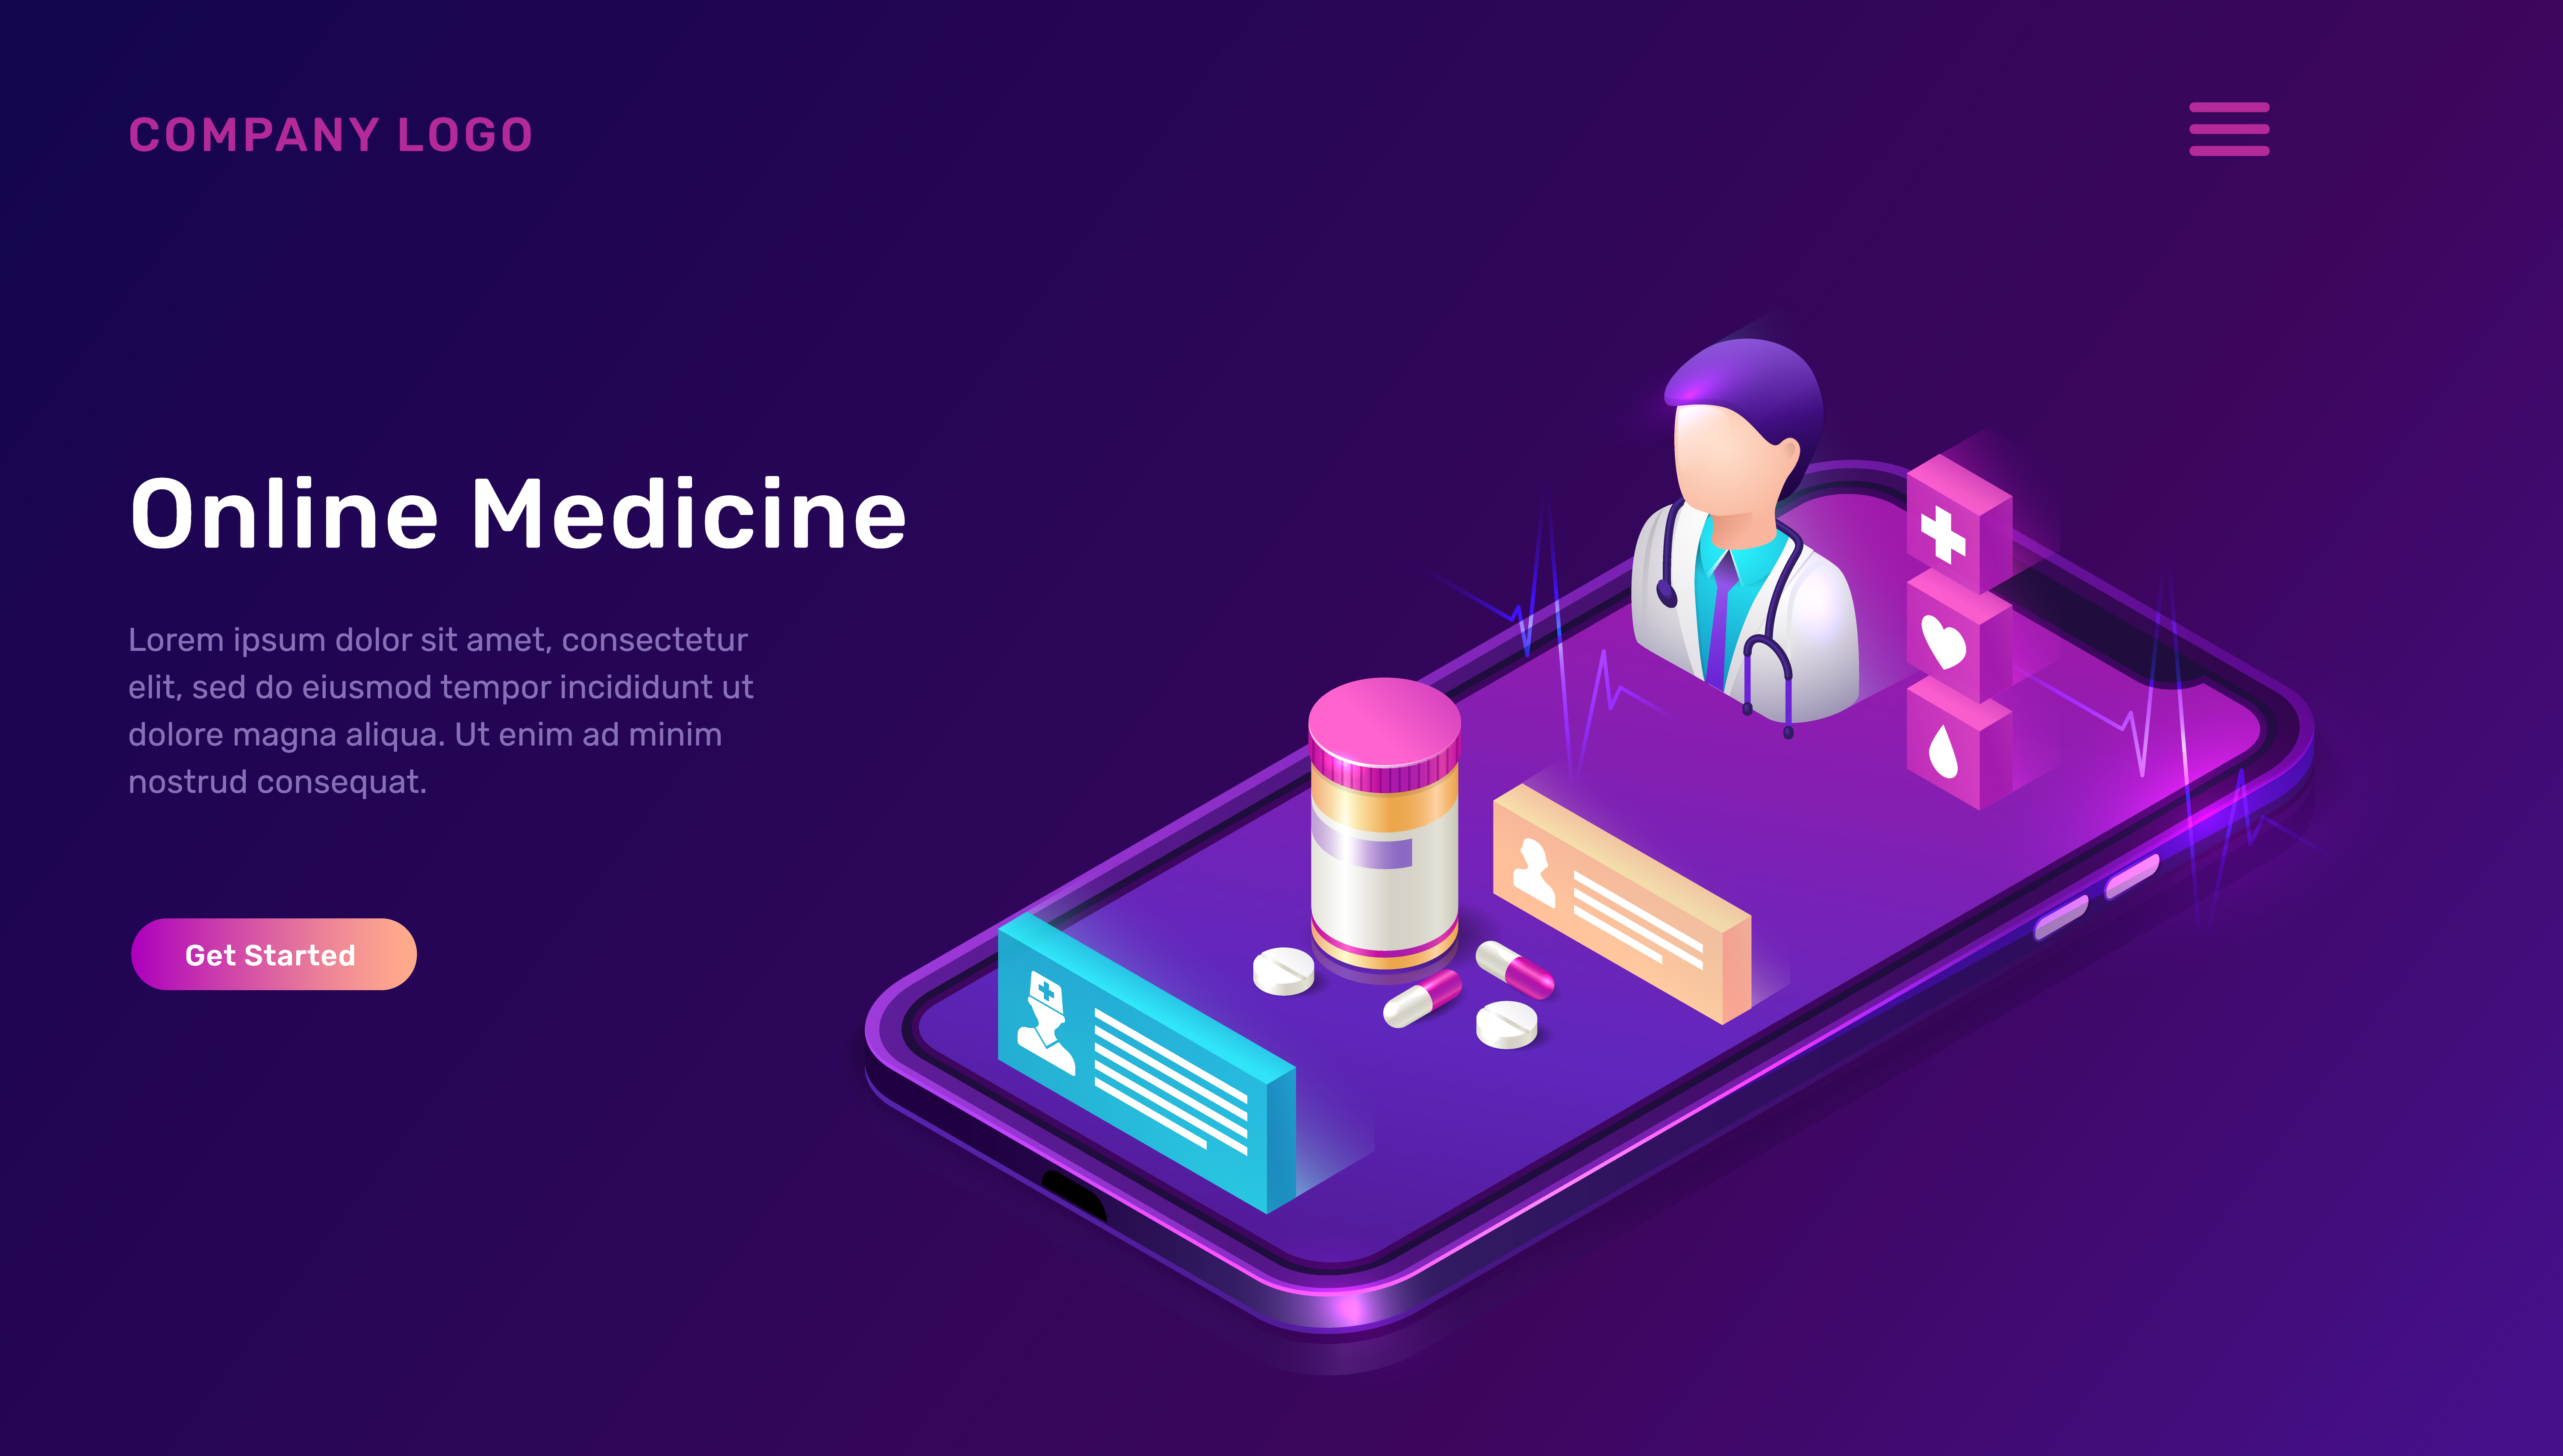 COMPANY LOGO
Online Medicine
Lorem ipsum dolor sit amet, consectetur
elit, sed do eiusmod tempor incididunt ut
dolore magna aliqua. Ut enim ad minim
nostrud consequat.
Get Started